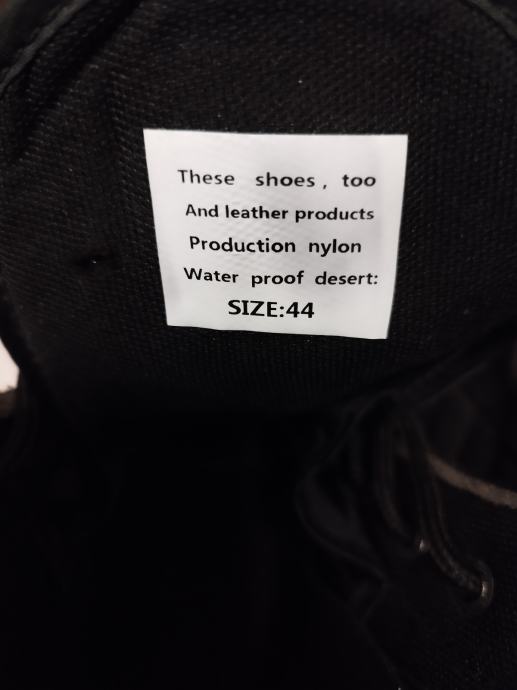 These shoes, too
And leather products
Production nylon
Water proof desert:
SIZE:44